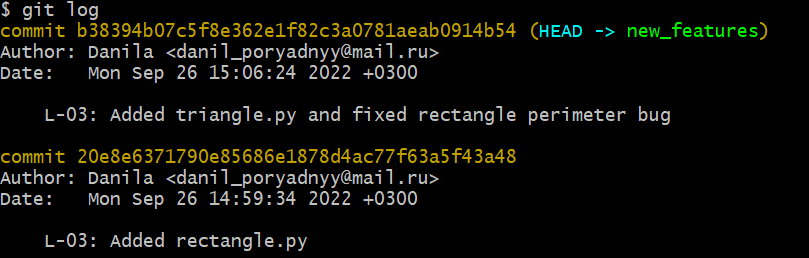 $ git log
commit b38394b07c5f8e362e1f82c3a0781aeab0914b54 (HEAD -> new_features)
Author: Danila <danil_poryadnyy@mail.ru>
Date:   Mon Sep 26 15:06:24 2022 +0300
L-03: Added triangle.py and fixed rectangle perimeter bug
commit 20e8e6371790e85686e1878d4ac77f63a5f43a48
Author: Danila <danil_poryadnyy@mail.ru>
Date:   Mon Sep 26 14:59:34 2022 +0300
L-03: Added rectangle.py